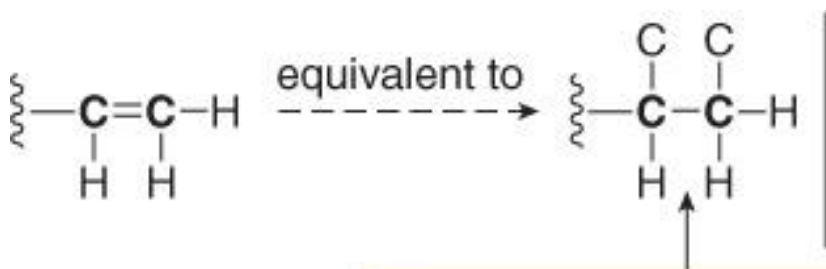 C C
equivalent to
C=C–H C–C–H
H H H H